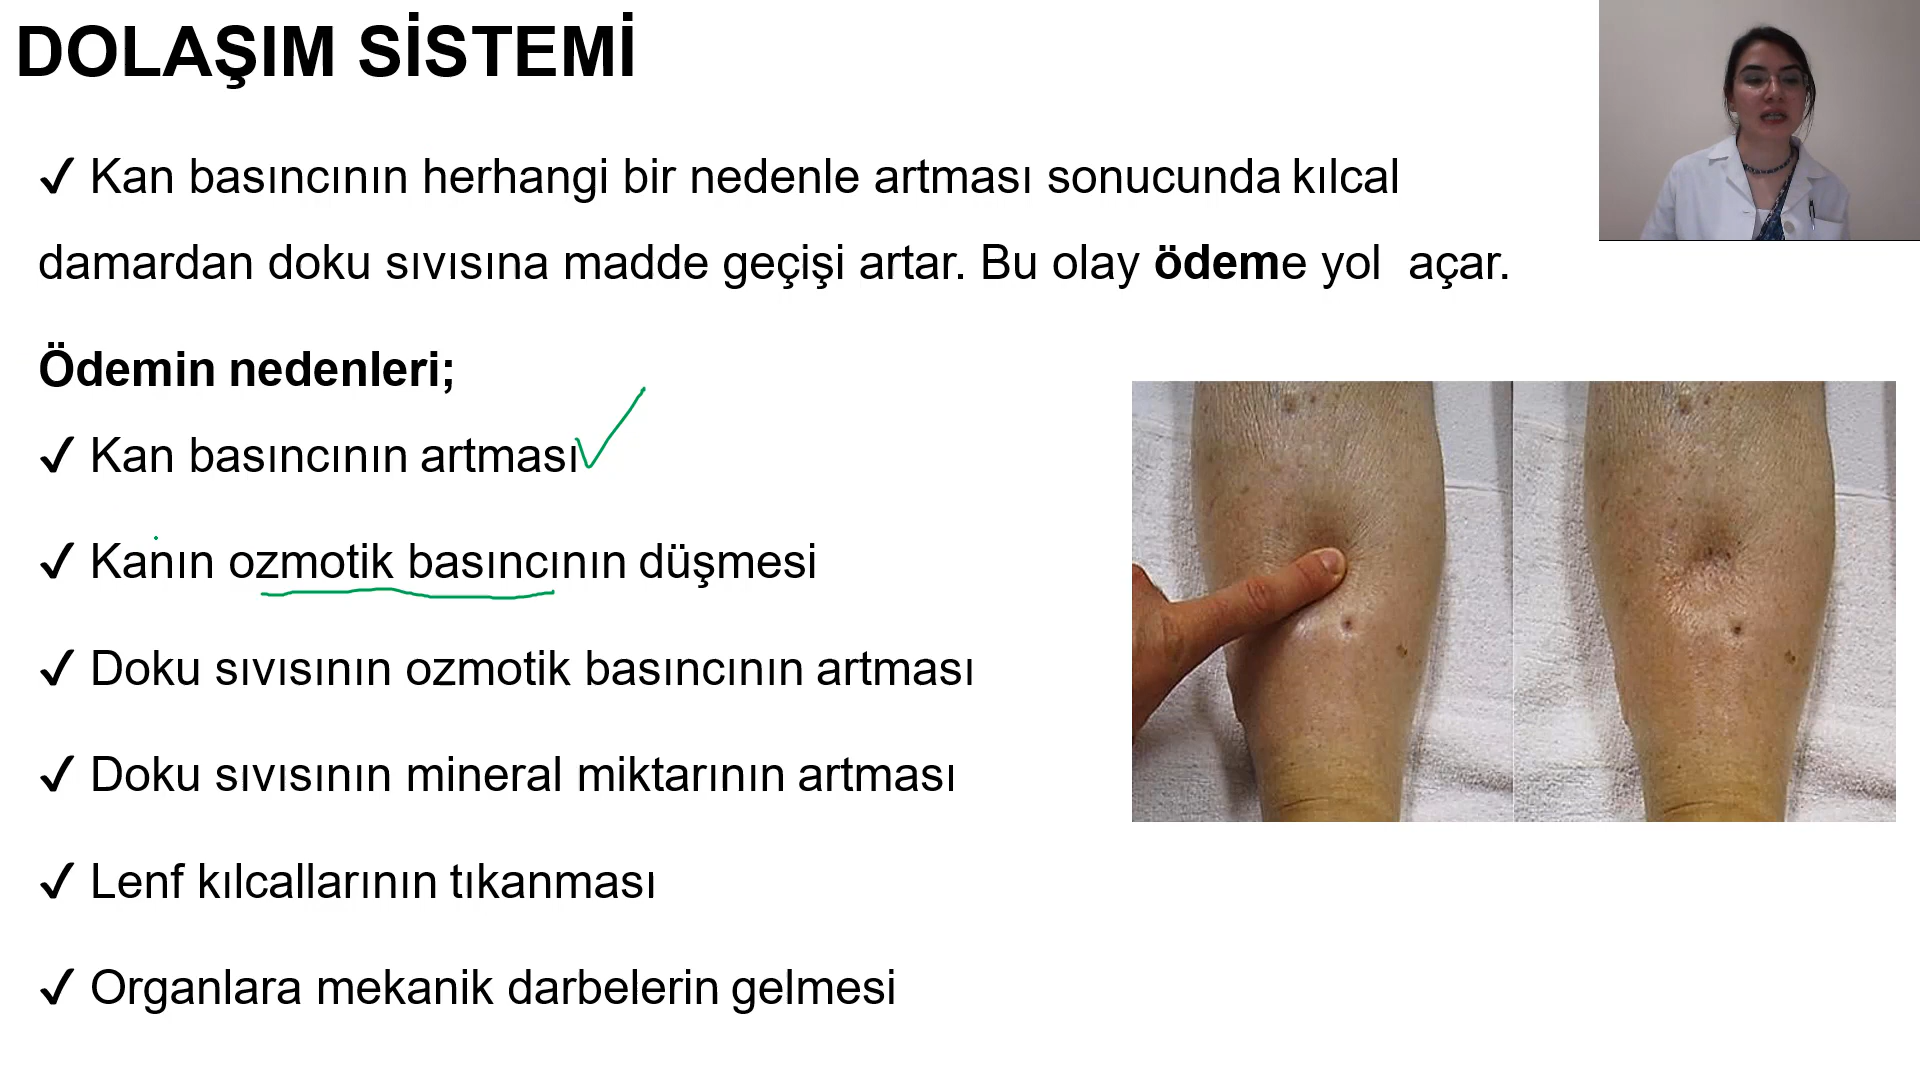 DOLAŞIM SİSTEMİ
✓ Kan basıncının herhangi bir nedenle artması sonucunda kılcal
damardan doku sıvısına madde geçişi artar. Bu olay ödeme yol açar.
Ödemin nedenleri;
✓ Kan basıncının artması
✓ Kanın ozmotik basıncının düşmesi
✓ Doku sıvısının ozmotik basıncının artması
✓ Doku sıvısının mineral miktarının artması
✓ Lenf kılcallarının tıkanması
✓ Organlara mekanik darbelerin gelmesi